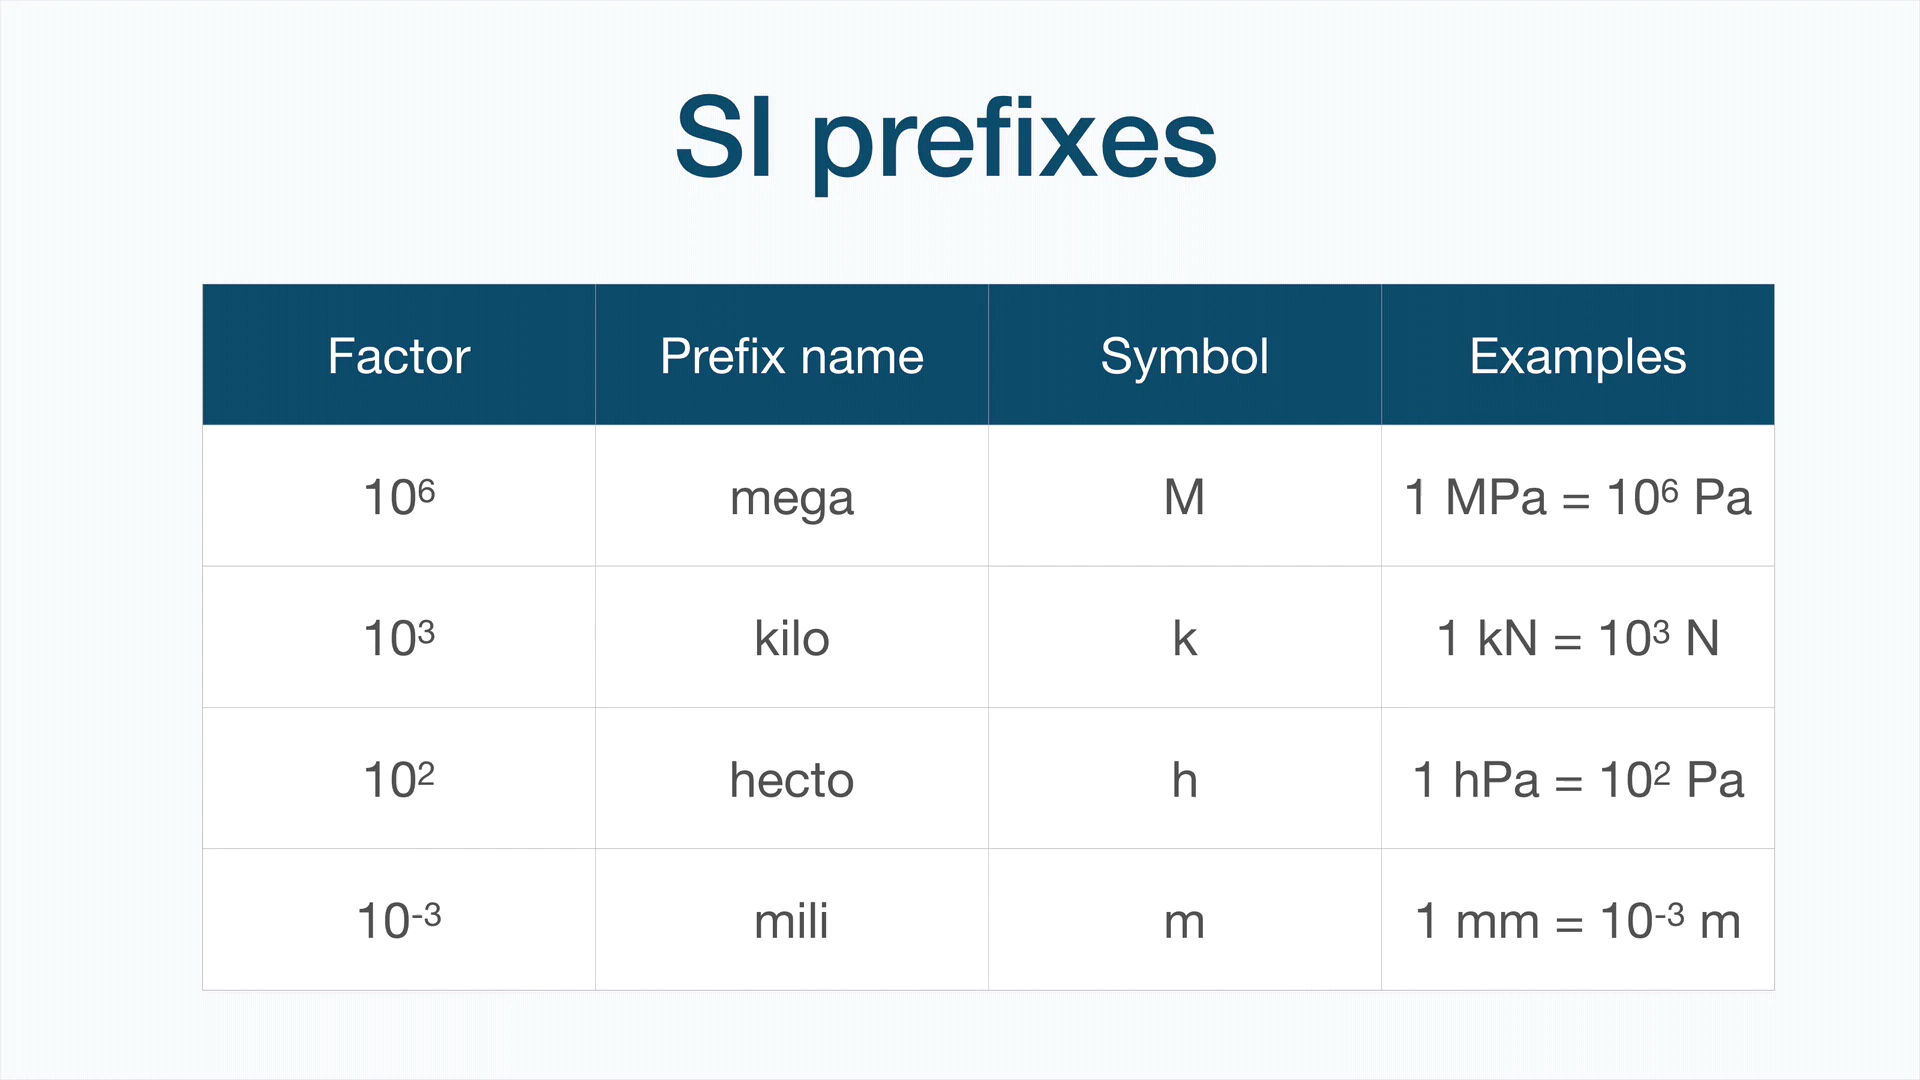 SI prefixes
Factor Prefix name Symbol Examples
10⁶ mega M 1 MPa = 10⁶ Pa
10³ kilo k 1 kN = 10³ N
10² hecto h 1 hPa = 10² Pa
10⁻³ mili m 1 mm = 10⁻³ m